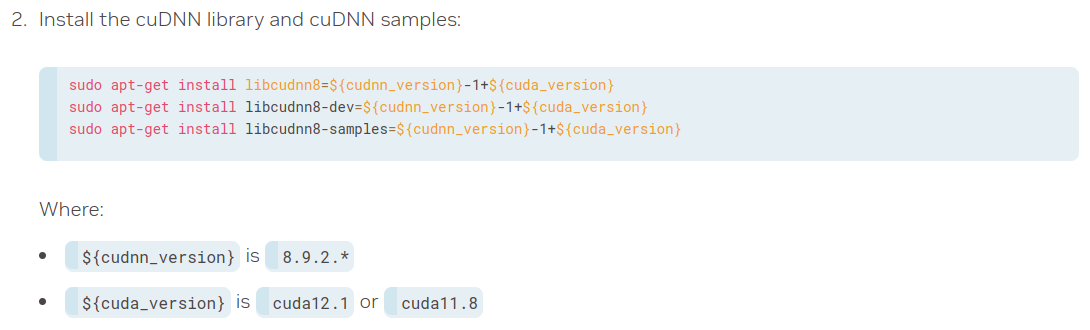 2. Install the cuDNN library and cuDNN samples:
sudo apt-get install libcudnn8=${cudnn_version}-1+${cuda_version}
sudo apt-get install libcudnn8-dev=${cudnn_version}-1+${cuda_version}
sudo apt-get install libcudnn8-samples=${cudnn_version}-1+${cuda_version}
Where:
• ${cudnn_version} is 8.9.2.*
• ${cuda_version} is cuda12.1 or cuda11.8